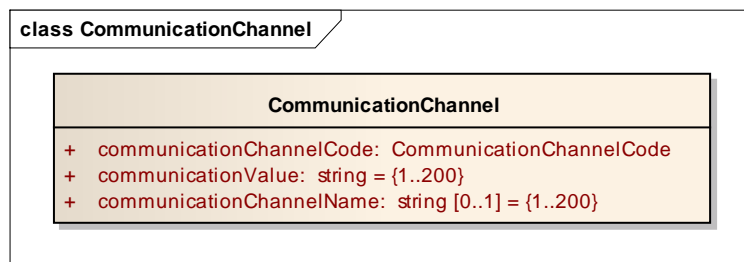 class CommunicationChannel
CommunicationChannel
+ communicationChannelCode: CommunicationChannelCode
+ communicationValue: string = {1..200}
+ communicationChannelName: string [0..1] = {1..200}